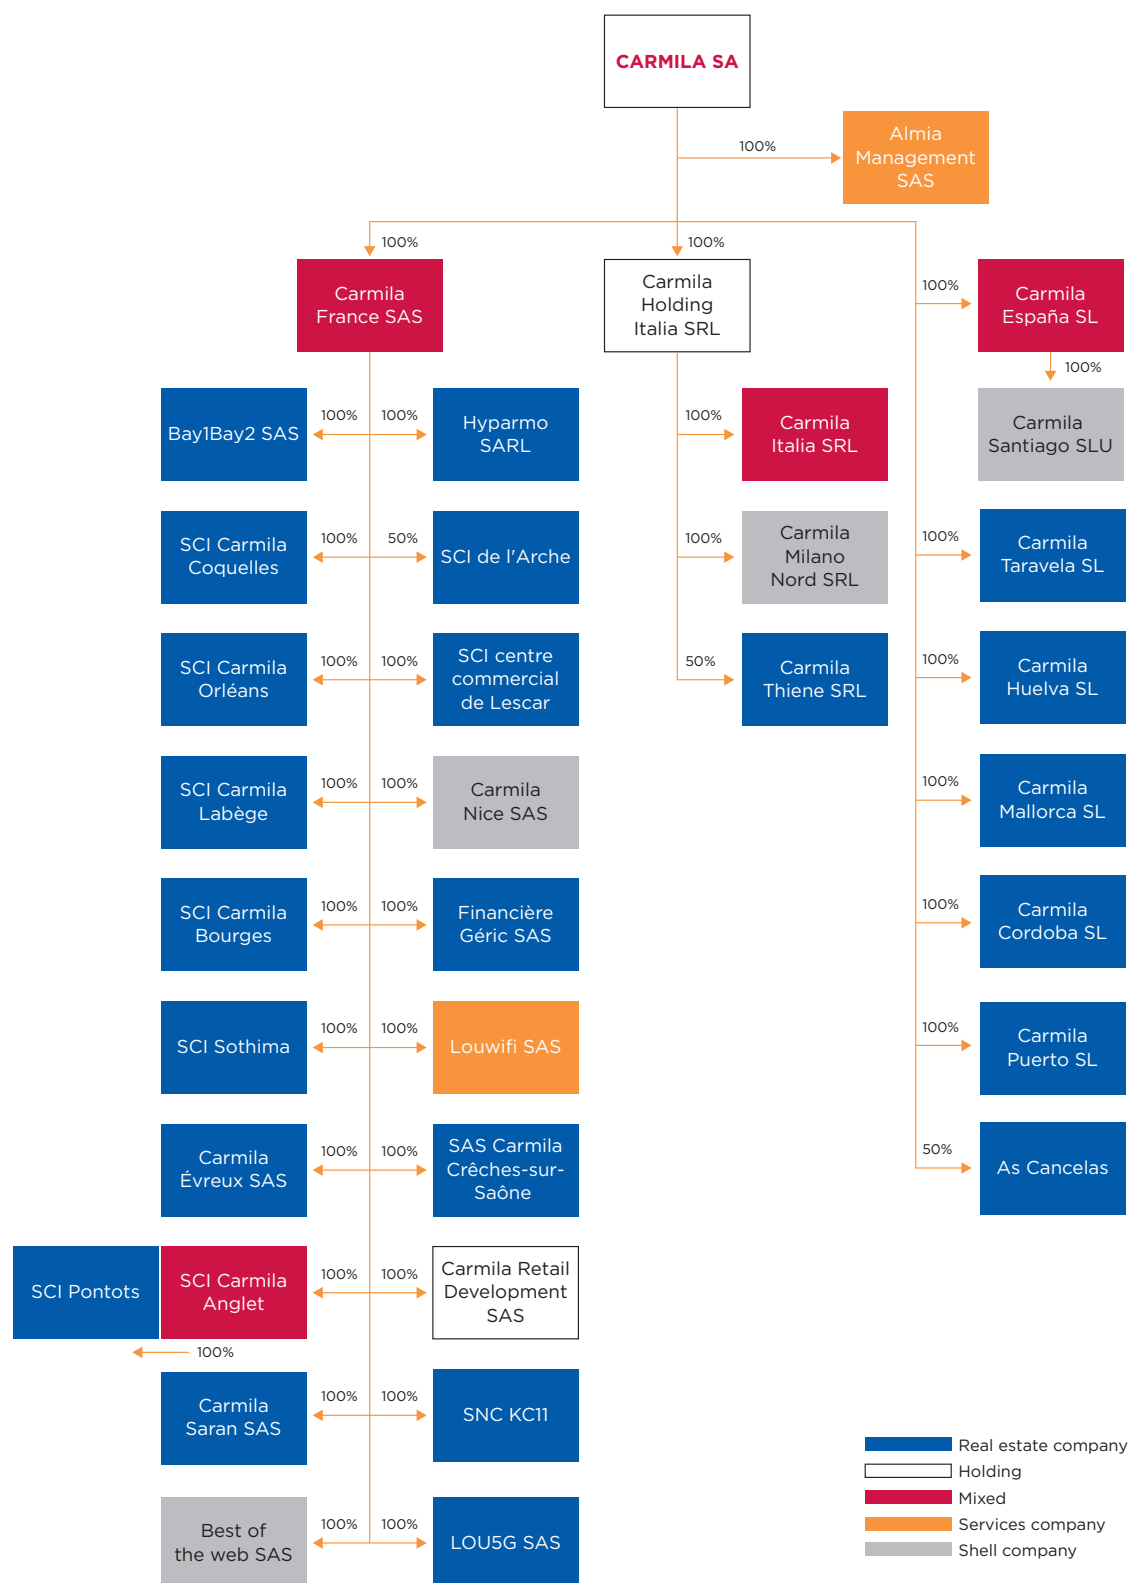 CARMILA SA
100%
Almia
Management
SAS
100%
100%
Carmila
France SAS
Carmila
Holding
Italia SRL
100%
Carmila
España SL
100%
Carmila
Santiago SLU
Bay1Bay2 SAS
100%
100%
Hyparmo
SARL
100%
Carmila
Italia SRL
SCI Carmila
Coquelles
100%
50%
SCI de l'Arche
100%
Carmila
Milano
Nord SRL
100%
Carmila
Taravela SL
SCI Carmila
Orléans
100%
100%
SCI centre
commercial
de Lescar
50%
Carmila
Thiene SRL
100%
Carmila
Huelva SL
SCI Carmila
Labège
100%
100%
Carmila
Nice SAS
100%
Carmila
Mallorca SL
SCI Carmila
Bourges
100%
100%
Financière
Géric SAS
100%
Carmila
Cordoba SL
SCI Sothima
100%
100%
Louwifi SAS
100%
Carmila
Puerto SL
Carmila
Évreux SAS
100%
100%
SAS Carmila
Crêches-sur-
Saône
50%
As Cancelas
SCI Pontots
SCI Carmila
Anglet
100%
100%
Carmila Retail
Development
SAS
100%
Carmila
Saran SAS
100%
100%
SNC KC11
Best of
the web SAS
100%
100%
LOU5G SAS
Real estate company
Holding
Mixed
Services company
Shell company